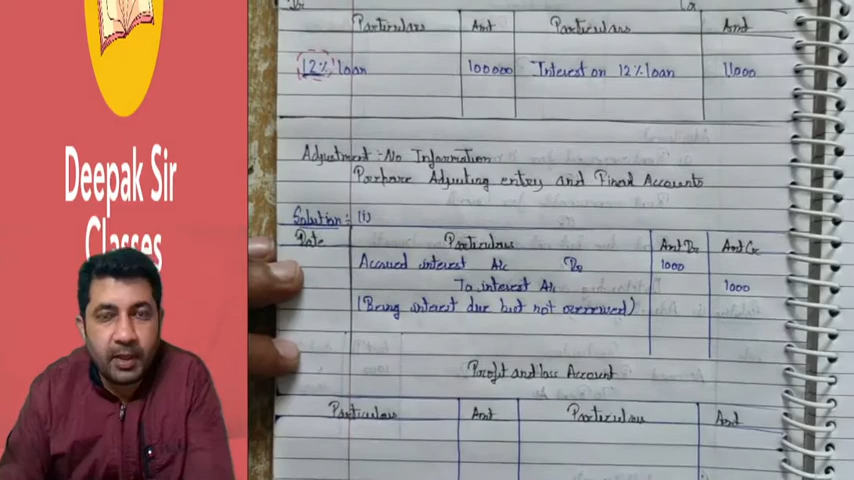 Deepak Sir
Classes
Particulars Amt Particulars Amt
12% loan 100000 Interest on 12% loan 11000
Adjustment :- No Information
Prepare Adjusting entry and Final Accounts
Solution :- (i)
Date Particulars Amt Dr Amt Cr
Accrued interest A/c Dr 1000
To interest A/c 1000
(Being interest due but not received)
Profit and loss Account
Particulars Amt Particulars Amt